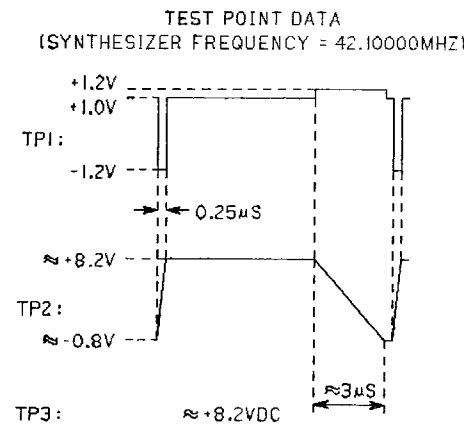 TEST POINT DATA
(SYNTHESIZER FREQUENCY = 42.10000MHZ)
+1.2V
+1.0V
TP1:
-1.2V
0.25µS
≈ +8.2V
TP2:
≈ -0.8V
≈3µS
TP3: ≈ +8.2VDC